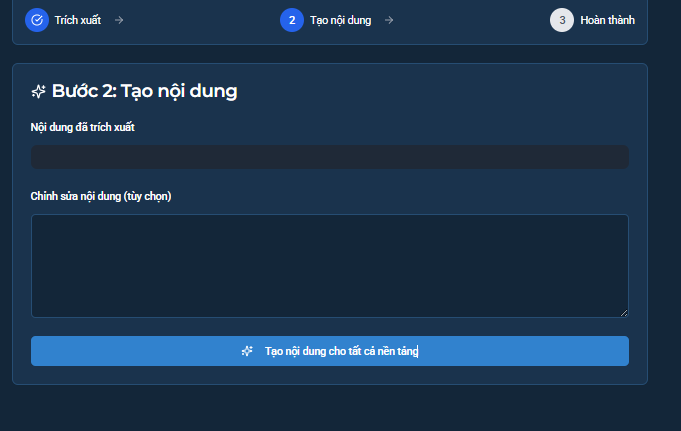 Trích xuất
2 Tạo nội dung
3 Hoàn thành
Bước 2: Tạo nội dung
Nội dung đã trích xuất
Chỉnh sửa nội dung (tùy chọn)
Tạo nội dung cho tất cả nền tảng